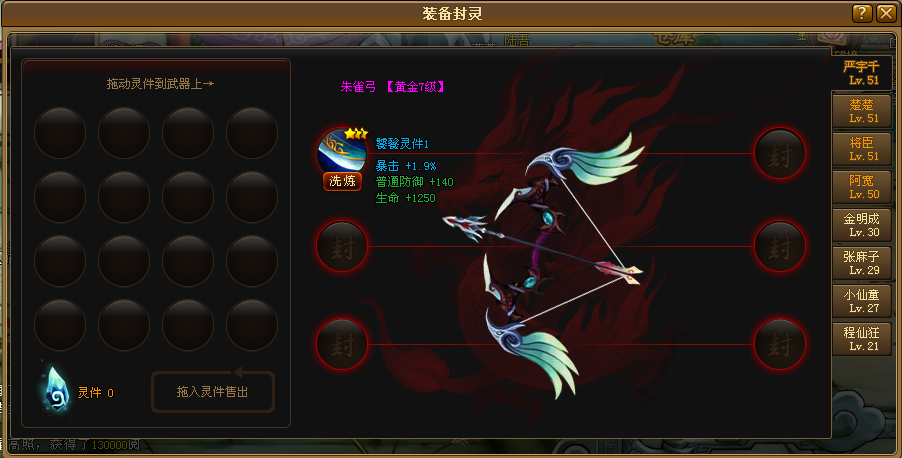 装备封灵
?
陆吾
仓库
拖动灵件到武器上→
朱雀弓 【黄金7级】
饕餮灵件1
暴击 +1.9%
普通防御 +140
生命 +1250
洗炼
封
封
封
封
封
灵件 0
拖入灵件售出
严宇千
Lv.51
楚楚
Lv.51
将臣
Lv.51
阿宽
Lv.50
金明成
Lv.30
张麻子
Lv.29
小仙童
Lv.27
程仙狂
Lv.21
高照，获得了130000阅